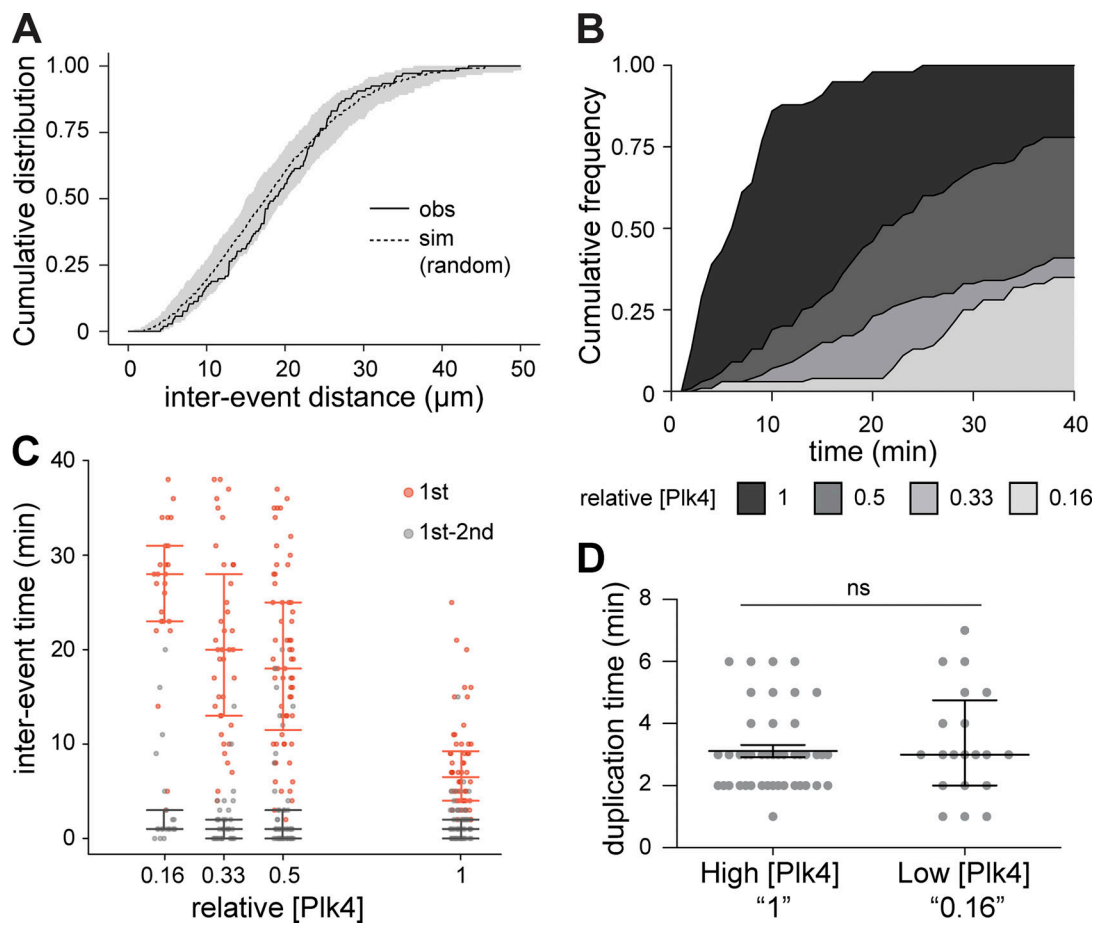 A
Cumulative distribution
1.00
0.75
0.50
0.25
0
obs
sim
(random)
0 10 20 30 40 50
inter-event distance (µm)
B
Cumulative frequency
1.00
0.75
0.50
0.25
0
0 10 20 30 40
time (min)
relative [Plk4] 1 0.5 0.33 0.16
C
inter-event time (min)
40
30
20
10
0
1st
1st-2nd
0.16 0.33 0.5 1
relative [Plk4]
D
duplication time (min)
8
6
4
2
0
ns
High [Plk4] Low [Plk4]
“1” “0.16”